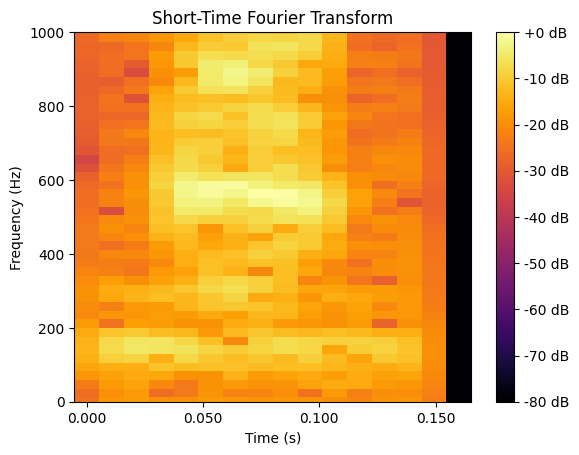 Short-Time Fourier Transform
1000
800
600
400
200
0
Frequency (Hz)
0.000
0.050
0.100
0.150
Time (s)
+0 dB
-10 dB
-20 dB
-30 dB
-40 dB
-50 dB
-60 dB
-70 dB
-80 dB